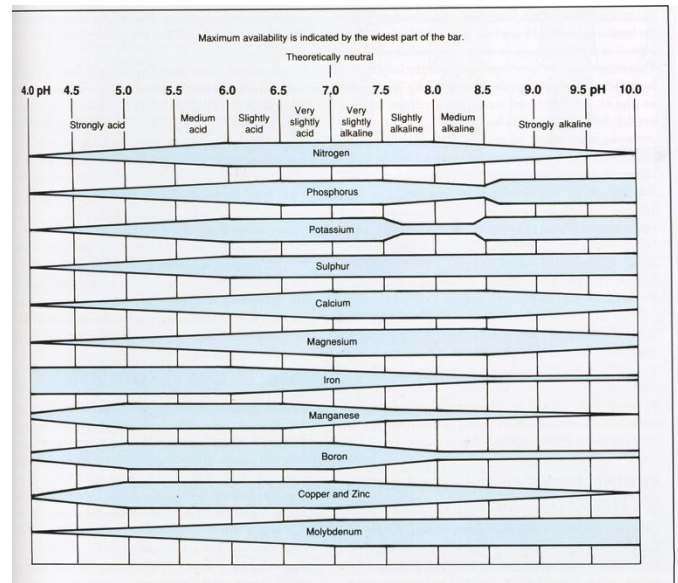 Maximum availability is indicated by the widest part of the bar.
Theoretically neutral
4.0 pH 4.5 5.0 5.5 6.0 6.5 7.0 7.5 8.0 8.5 9.0 9.5 pH 10.0
Strongly acid
Medium acid
Slightly acid
Very slightly acid
Very slightly alkaline
Slightly alkaline
Medium alkaline
Strongly alkaline
Nitrogen
Phosphorus
Potassium
Sulphur
Calcium
Magnesium
Iron
Manganese
Boron
Copper and Zinc
Molybdenum